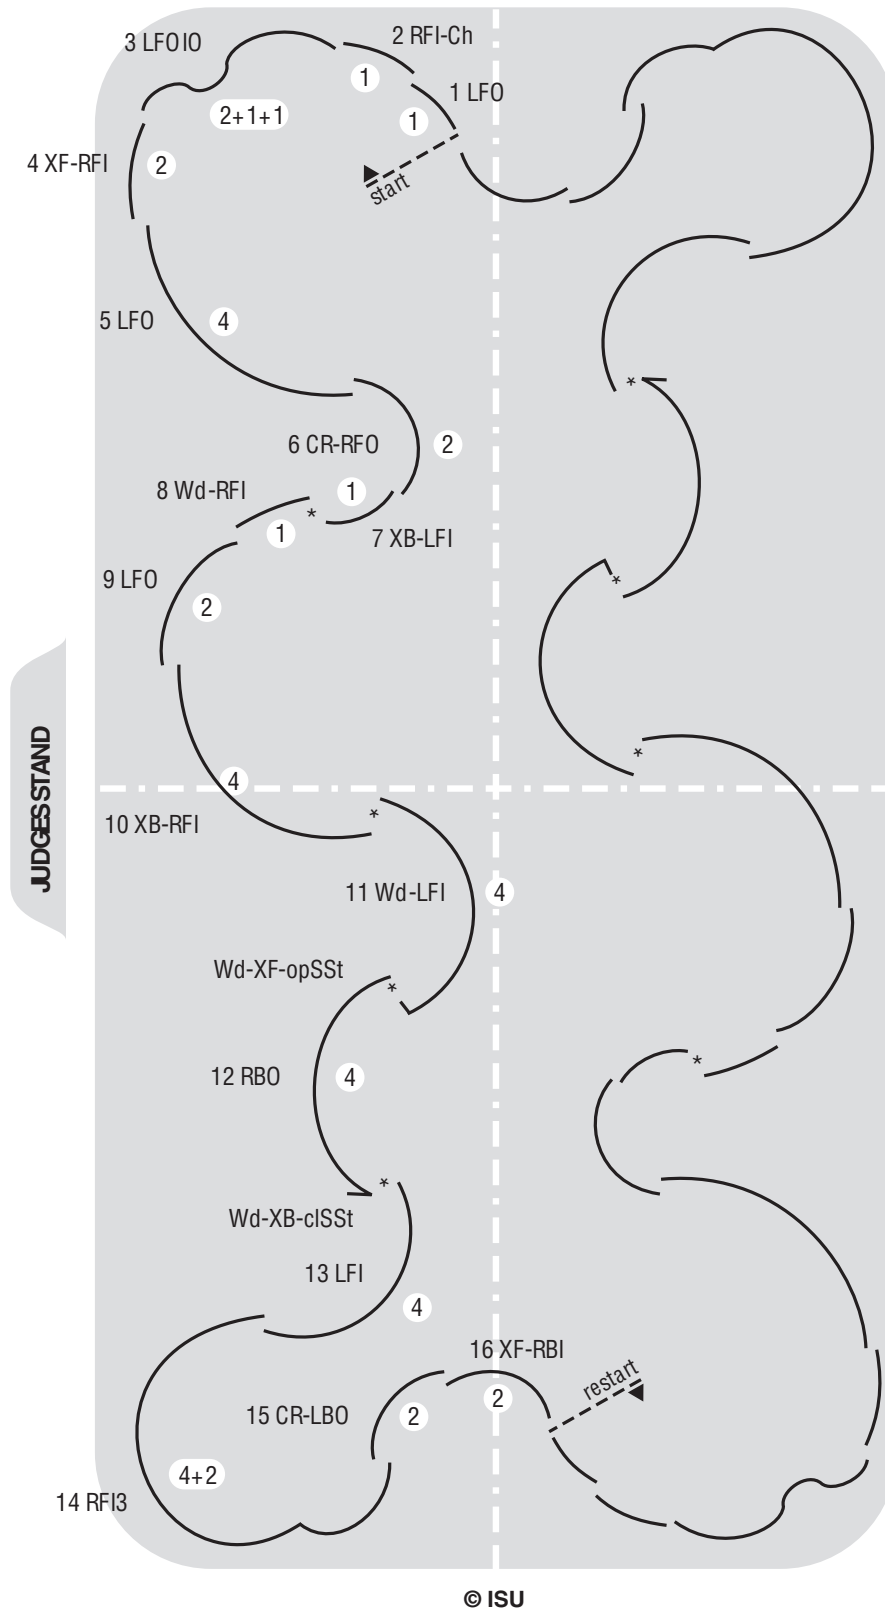 3 LFOIO
2 RFI-Ch
1
1 LFO
2+1+1
1
4 XF-RFI
2
start
5 LFO
4
6 CR-RFO
2
8 Wd-RFI
1
*
7 XB-LFI
1
9 LFO
2
JUDGES STAND
4
10 XB-RFI
*
11 Wd-LFI
4
Wd-XF-opSSt
*
12 RBO
4
*
Wd-XB-clSSt
13 LFI
4
16 XF-RBI
restart
2
15 CR-LBO
2
4+2
14 RFI3
*
*
*
*
© ISU